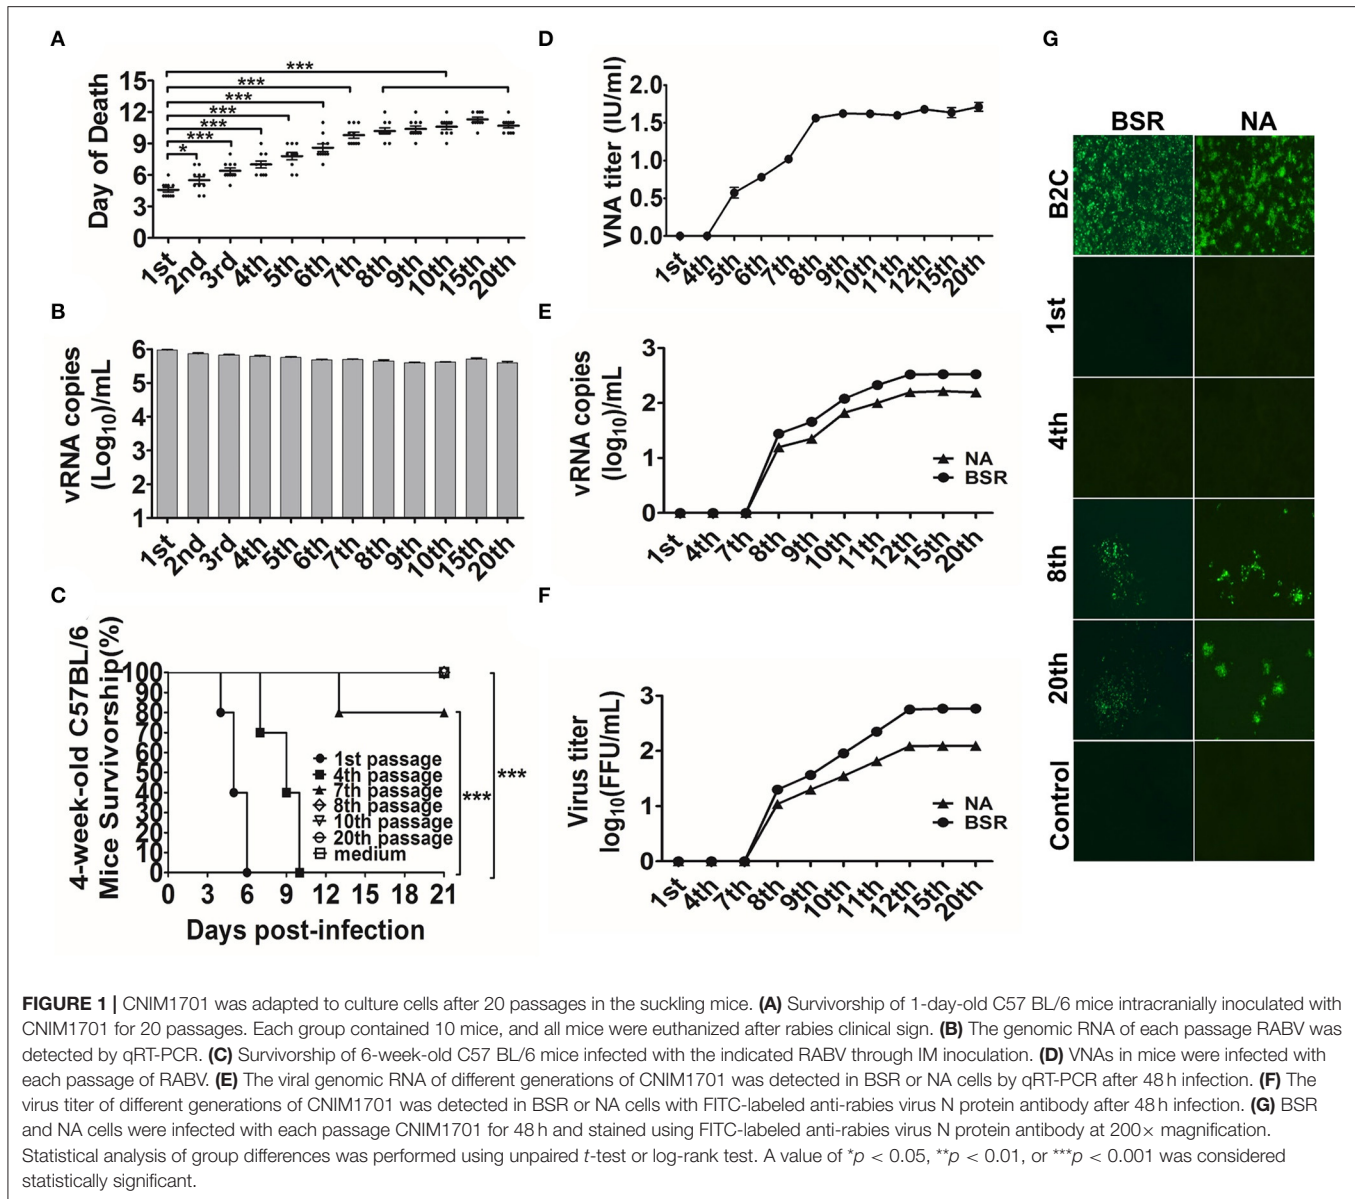 A
Day of Death
15
12
9
6
3
0
***
***
***
***
***
***
*
1st
2nd
3rd
4th
5th
6th
7th
8th
9th
10th
15th
20th
B
vRNA copies
(Log10)/mL
6
5
4
3
2
1
1st
2nd
3rd
4th
5th
6th
7th
8th
9th
10th
15th
20th
C
4-week-old C57BL/6
Mice Survivorship(%)
100
90
80
70
60
50
40
30
20
10
0
1st passage
4th passage
7th passage
8th passage
10th passage
20th passage
medium
***
***
0 3 6 9 12 15 18 21
Days post-infection
D
VNA titer (IU/ml)
2.0
1.5
1.0
0.5
0.0
1st
4th
5th
6th
7th
8th
9th
10th
11th
12th
15th
20th
E
vRNA copies
(log10)/mL
3
2
1
0
NA
BSR
1st
4th
7th
8th
9th
10th
11th
12th
15th
20th
F
Virus titer
log10(FFU/mL)
3
2
1
0
NA
BSR
1st
4th
7th
8th
9th
10th
11th
12th
15th
20th
G
BSR NA
B2C
1st
4th
8th
20th
Control
FIGURE 1 | CNIM1701 was adapted to culture cells after 20 passages in the suckling mice. (A) Survivorship of 1-day-old C57 BL/6 mice intracranially inoculated with
CNIM1701 for 20 passages. Each group contained 10 mice, and all mice were euthanized after rabies clinical sign. (B) The genomic RNA of each passage RABV was
detected by qRT-PCR. (C) Survivorship of 6-week-old C57 BL/6 mice infected with the indicated RABV through IM inoculation. (D) VNAs in mice were infected with
each passage of RABV. (E) The viral genomic RNA of different generations of CNIM1701 was detected in BSR or NA cells by qRT-PCR after 48 h infection. (F) The
virus titer of different generations of CNIM1701 was detected in BSR or NA cells with FITC-labeled anti-rabies virus N protein antibody after 48 h infection. (G) BSR
and NA cells were infected with each passage CNIM1701 for 48 h and stained using FITC-labeled anti-rabies virus N protein antibody at 200× magnification.
Statistical analysis of group differences was performed using unpaired t-test or log-rank test. A value of *p < 0.05, **p < 0.01, or ***p < 0.001 was considered
statistically significant.